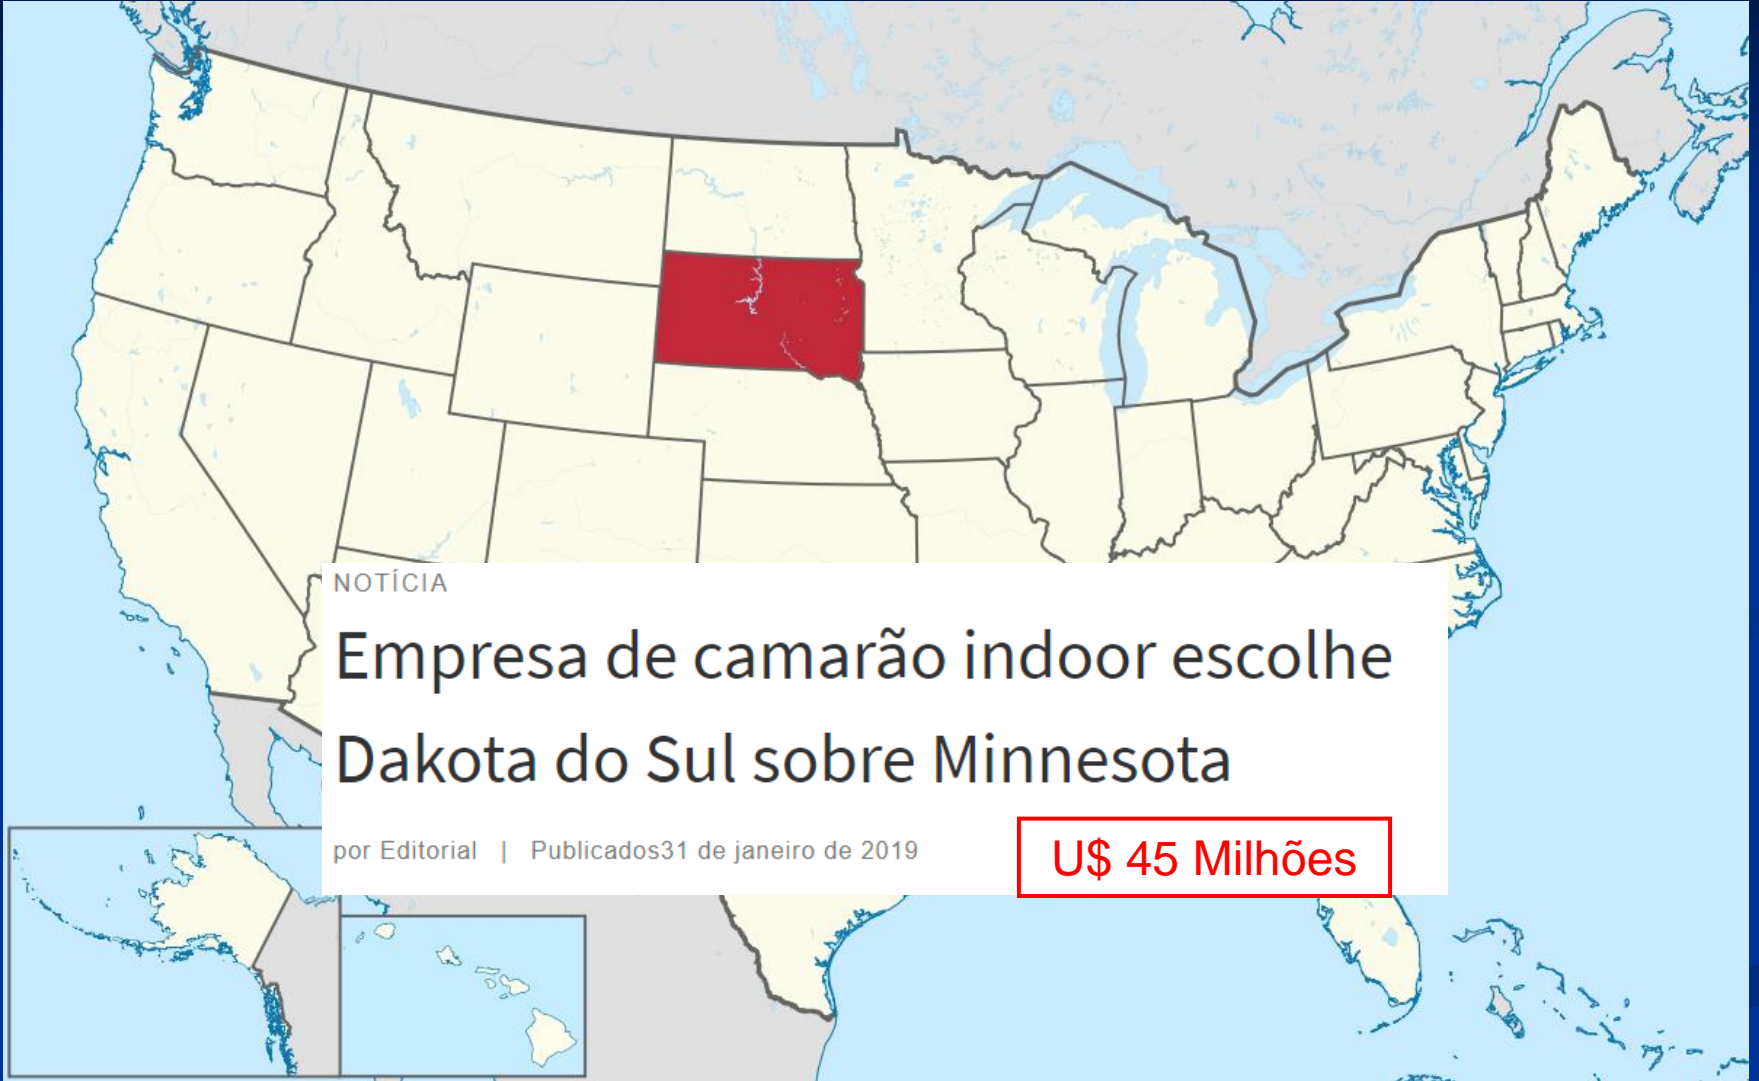 NOTÍCIA
Empresa de camarão indoor escolhe
Dakota do Sul sobre Minnesota
por Editorial | Publicados31 de janeiro de 2019
U$ 45 Milhões